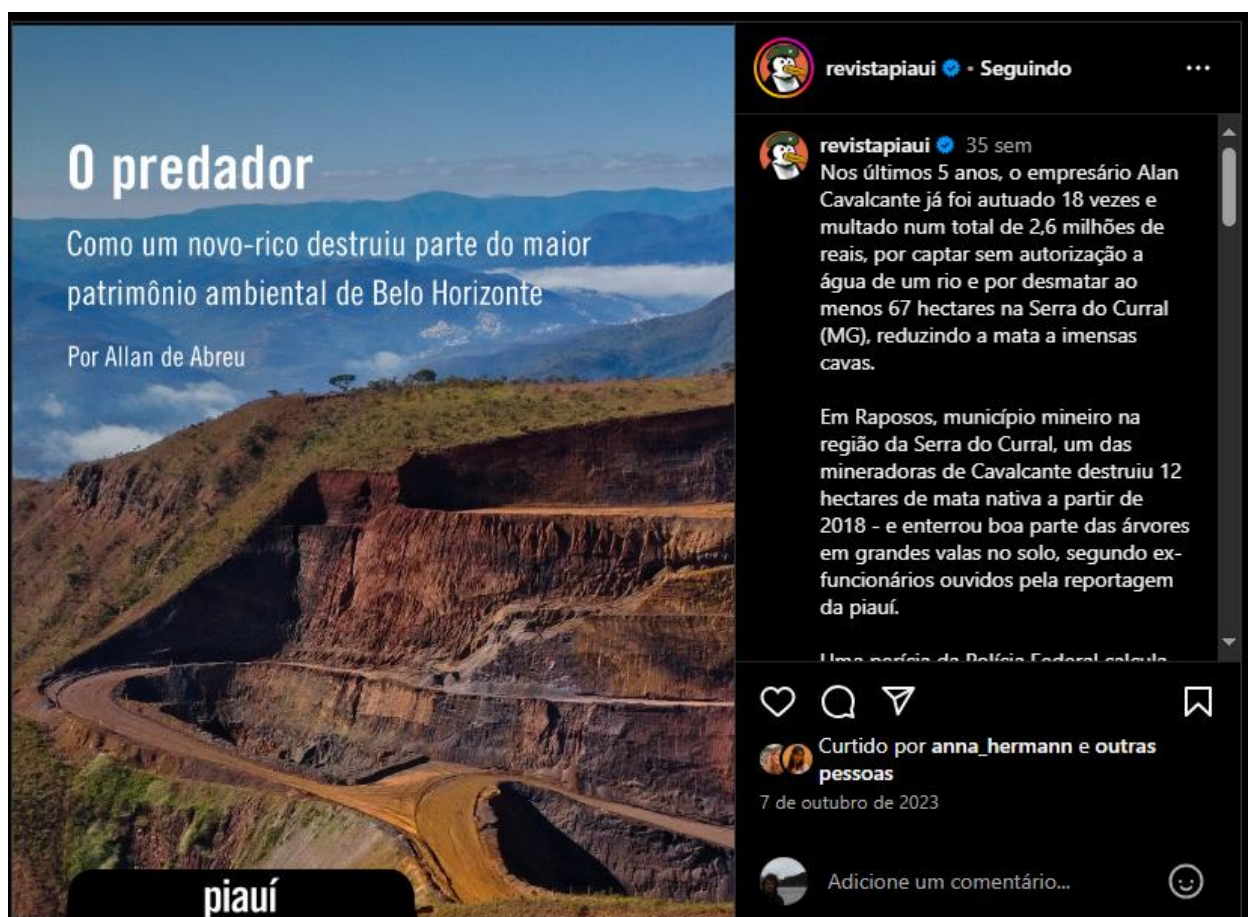 O predador
Como um novo-rico destruiu parte do maior
patrimônio ambiental de Belo Horizonte
Por Allan de Abreu
piauí
revistapiaui • Seguindo
revistapiaui 35 sem
Nos últimos 5 anos, o empresário Alan
Cavalcante já foi autuado 18 vezes e
multado num total de 2,6 milhões de
reais, por captar sem autorização a
água de um rio e por desmatar ao
menos 67 hectares na Serra do Curral
(MG), reduzindo a mata a imensas
cavas.
Em Raposos, município mineiro na
região da Serra do Curral, um das
mineradoras de Cavalcante destruiu 12
hectares de mata nativa a partir de
2018 - e enterrou boa parte das árvores
em grandes valas no solo, segundo ex-
funcionários ouvidos pela reportagem
da piauí.
Uma perícia da Polícia Federal calcula
Curtido por anna_hermann e outras
pessoas
7 de outubro de 2023
Adicione um comentário...